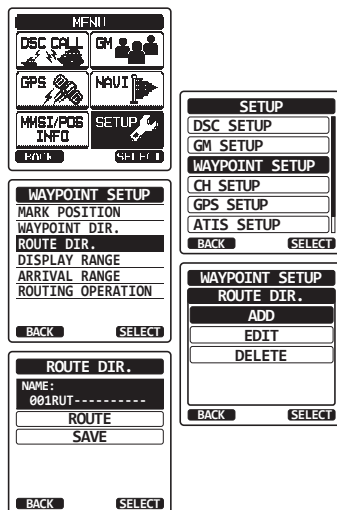 MENU
DSC CALL
GM
GPS
NAVI
MMSI/POS
INFO
SETUP
BACK
SELECT
SETUP
DSC SETUP
GM SETUP
WAYPOINT SETUP
CH SETUP
GPS SETUP
ATIS SETUP
BACK
SELECT
WAYPOINT SETUP
MARK POSITION
WAYPOINT DIR.
ROUTE DIR.
DISPLAY RANGE
ARRIVAL RANGE
ROUTING OPERATION
BACK
SELECT
WAYPOINT SETUP
ROUTE DIR.
ADD
EDIT
DELETE
BACK
SELECT
ROUTE DIR.
NAME:
001RUT----------
ROUTE
SAVE
BACK
SELECT